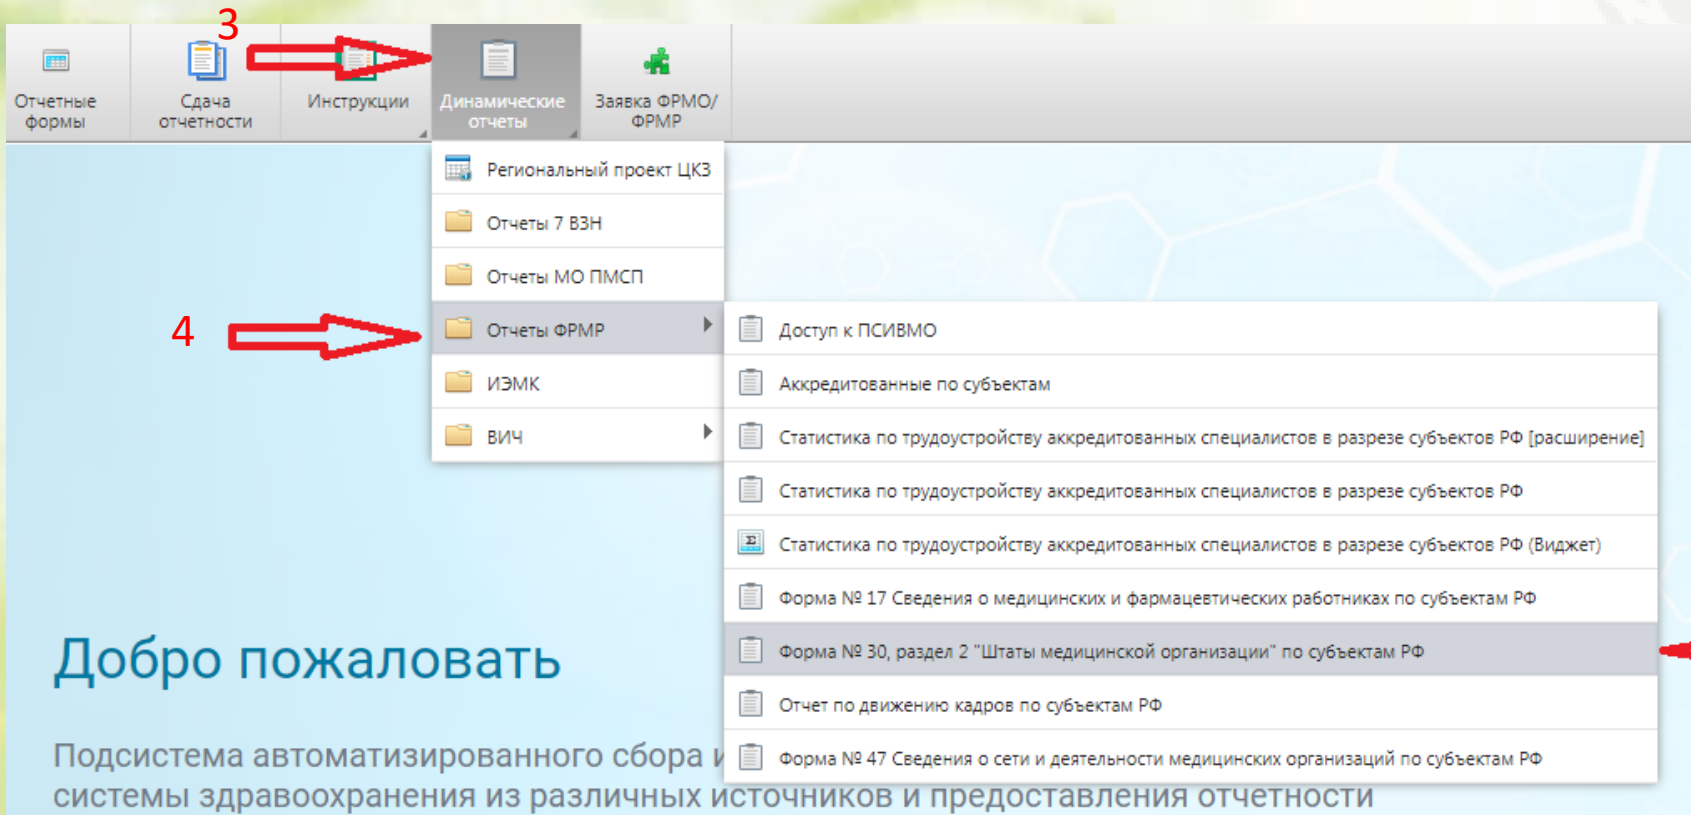 3
Отчетные
формы
Сдача
отчетности
Инструкции
Динамические
отчеты
Заявка ФРМО/
ФРМР
Региональный проект ЦКЗ
Отчеты 7 ВЗН
Отчеты МО ПМСП
4
Отчеты ФРМР
ИЭМК
ВИЧ
Доступ к ПСИВМО
Аккредитованные по субъектам
Статистика по трудоустройству аккредитованных специалистов в разрезе субъектов РФ [расширение]
Статистика по трудоустройству аккредитованных специалистов в разрезе субъектов РФ
Статистика по трудоустройству аккредитованных специалистов в разрезе субъектов РФ (Виджет)
Форма № 17 Сведения о медицинских и фармацевтических работниках по субъектам РФ
Форма № 30, раздел 2 "Штаты медицинской организации" по субъектам РФ
Отчет по движению кадров по субъектам РФ
Форма № 47 Сведения о сети и деятельности медицинских организаций по субъектам РФ
Добро пожаловать
Подсистема автоматизированного сбора и
системы здравоохранения из различных источников и предоставления отчетности